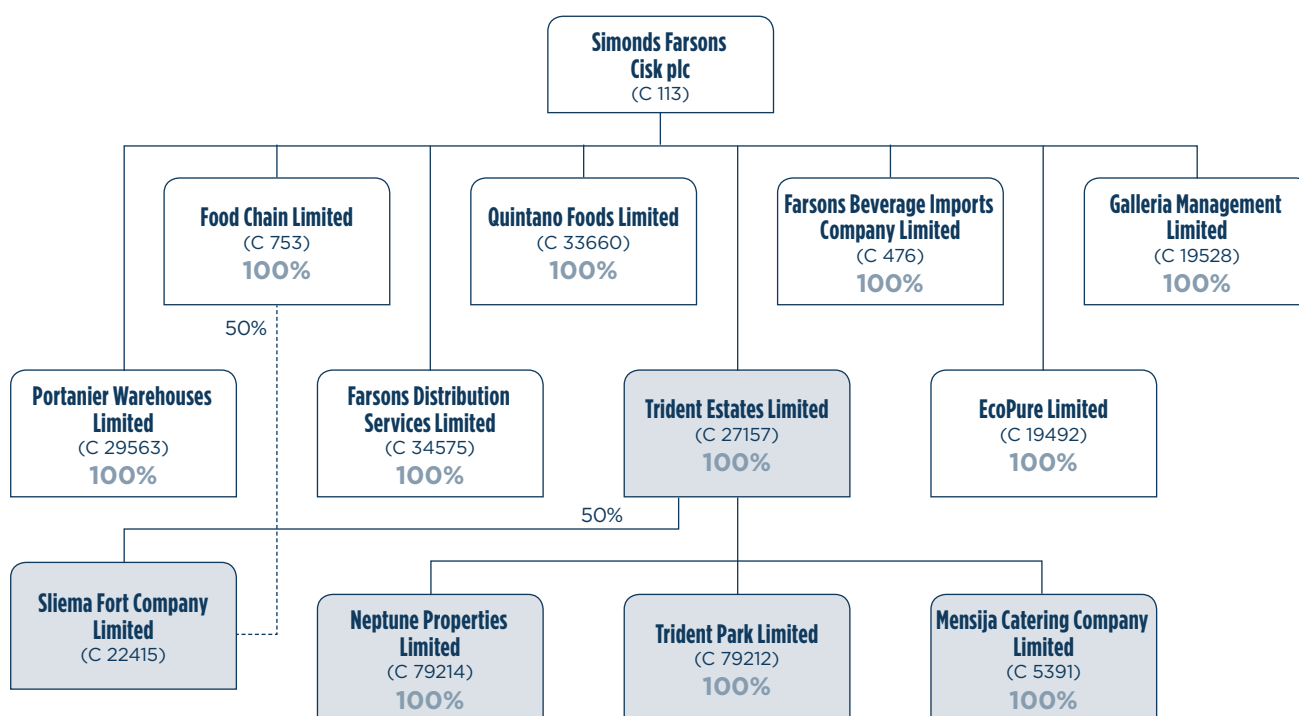 Simonds Farsons
Cisk plc
(C 113)
Food Chain Limited
(C 753)
100%
Quintano Foods Limited
(C 33660)
100%
Farsons Beverage Imports
Company Limited
(C 476)
100%
Galleria Management
Limited
(C 19528)
100%
50%
Portanier Warehouses
Limited
(C 29563)
100%
Farsons Distribution
Services Limited
(C 34575)
100%
Trident Estates Limited
(C 27157)
100%
EcoPure Limited
(C 19492)
100%
50%
Sliema Fort Company
Limited
(C 22415)
Neptune Properties
Limited
(C 79214)
100%
Trident Park Limited
(C 79212)
100%
Mensija Catering Company
Limited
(C 5391)
100%